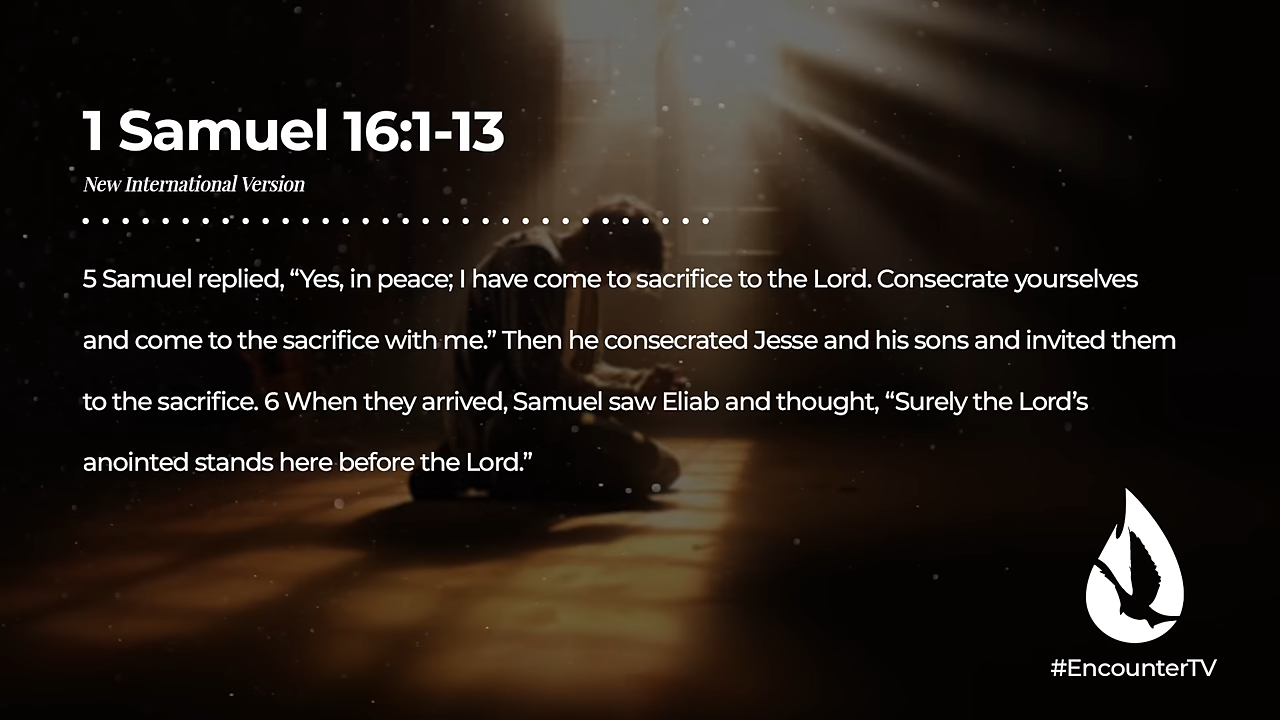 1 Samuel 16:1-13
New International Version
5 Samuel replied, “Yes, in peace; I have come to sacrifice to the Lord. Consecrate yourselves
and come to the sacrifice with me.” Then he consecrated Jesse and his sons and invited them
to the sacrifice. 6 When they arrived, Samuel saw Eliab and thought, “Surely the Lord’s
anointed stands here before the Lord.”
#EncounterTV